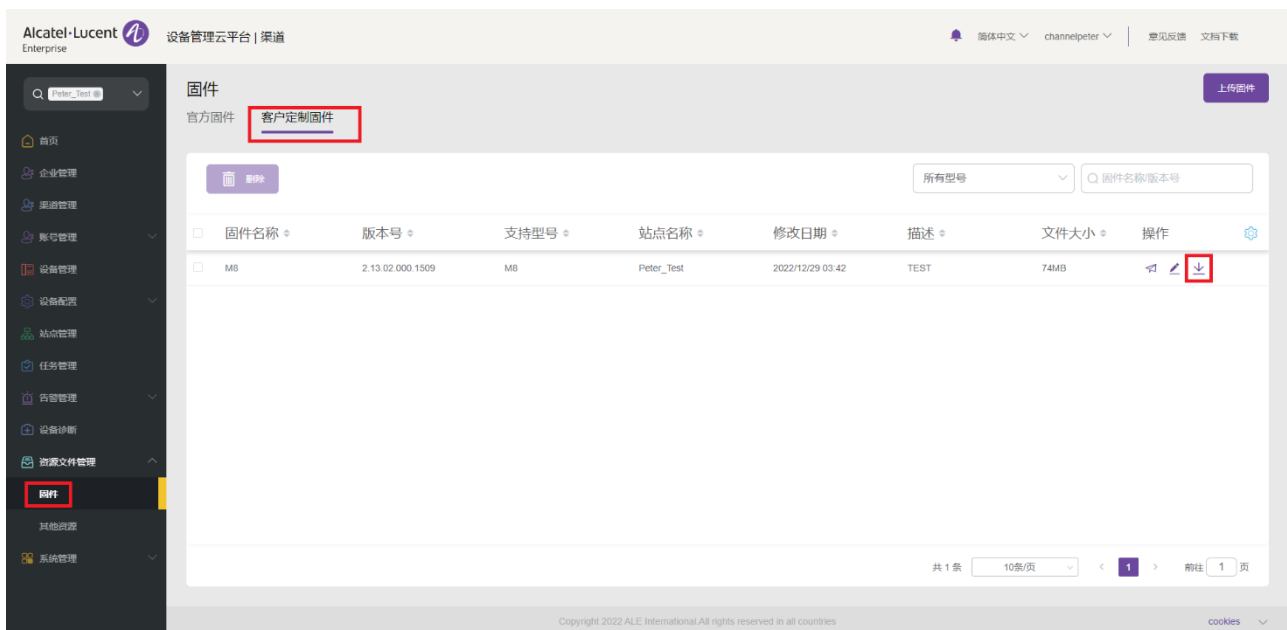 Alcatel·Lucent
Enterprise
设备管理云平台 | 渠道
简体中文
channelpeter
意见反馈
文档下载
Peter_Test
首页
企业管理
渠道管理
账号管理
设备管理
设备配置
站点管理
任务管理
告警管理
设备诊断
资源文件管理
固件
其他资源
系统管理
固件
上传固件
官方固件
客户定制固件
删除
所有型号
固件名称/版本号
固件名称
版本号
支持型号
站点名称
修改日期
描述
文件大小
操作
M8
2.13.02.000.1509
M8
Peter_Test
2022/12/29 03:42
TEST
74MB
共 1 条
10条/页
1
前往 1 页
Copyright 2022 ALE International.All rights reserved in all countries
cookies